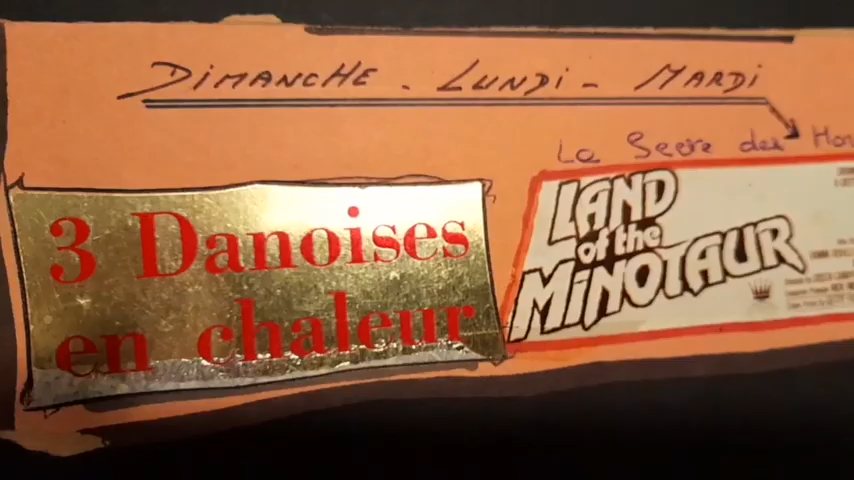 DIMANCHE - LUNDI - MARDI
La Secte des
3 Danoises
en chaleur
LAND
of the
MINOTAUR